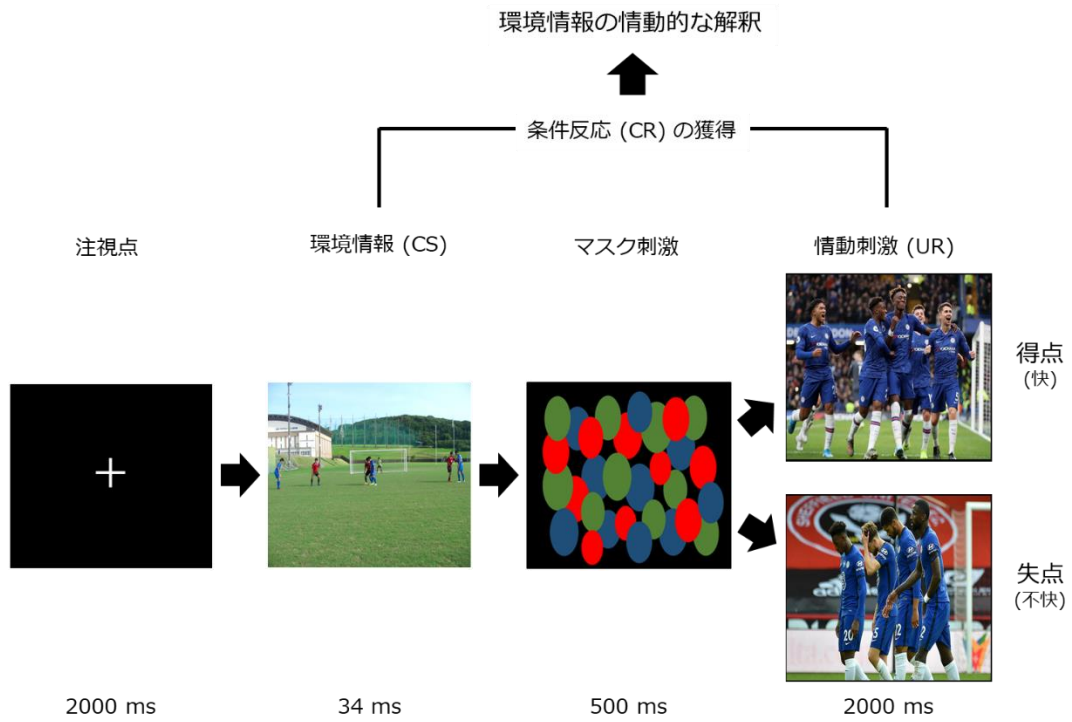 環境情報の情動的な解釈
条件反応 (CR) の獲得
注視点
環境情報 (CS)
マスク刺激
情動刺激 (UR)
得点
(快)
失点
(不快)
2000 ms
34 ms
500 ms
2000 ms